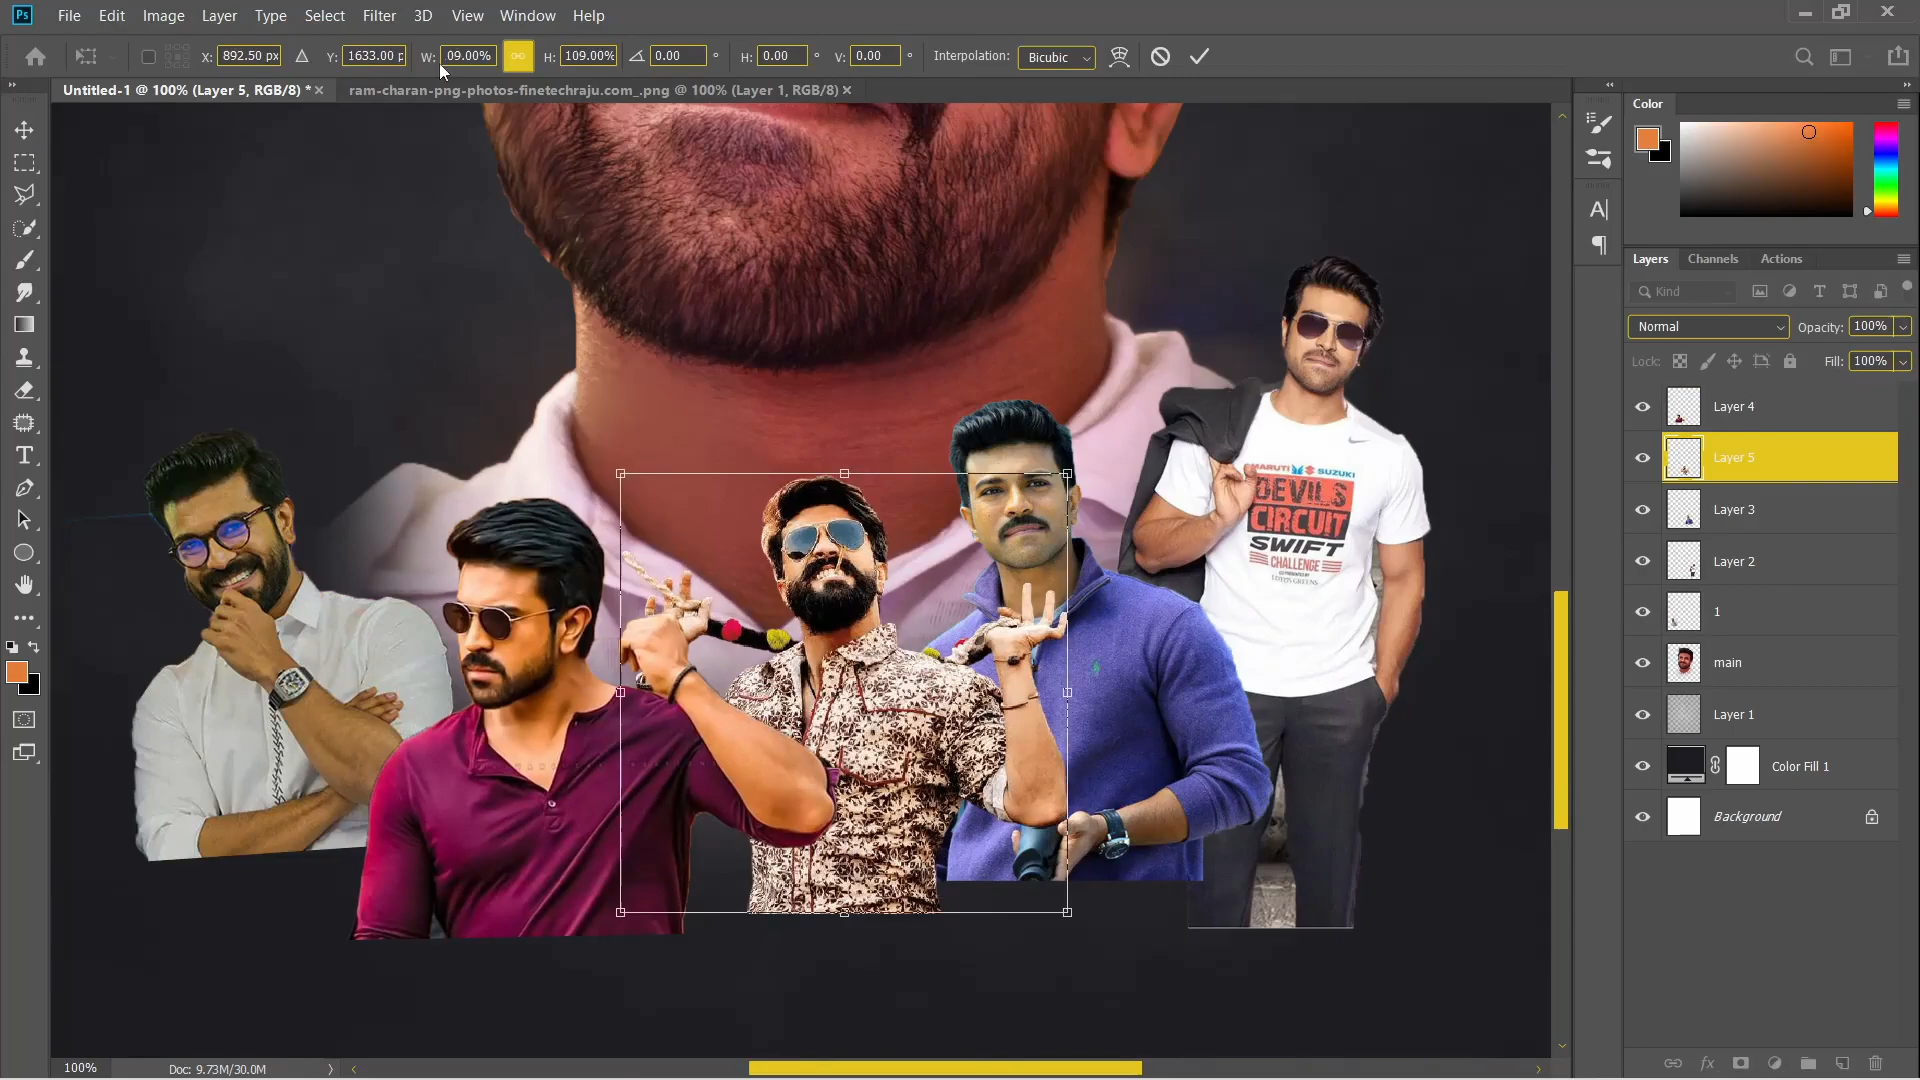 Ps File Edit Image Layer Type Select Filter 3D View Window Help
X: 892.50 px Y: 1633.00 p W: 09.00% H: 109.00% 0.00 ° H: 0.00 ° V: 0.00 ° Interpolation: Bicubic
Untitled-1 @ 100% (Layer 5, RGB/8) * × ram-charan-png-photos-finetechraju.com_.png @ 100% (Layer 1, RGB/8) ×
Color
Layers Channels Actions
Kind
Normal Opacity: 100%
Lock: Fill: 100%
Layer 4
Layer 5
Layer 3
Layer 2
1
main
Layer 1
Color Fill 1
Background
MARUTI SUZUKI
DEVILS
CIRCUIT
SWIFT
CHALLENGE
100% Doc: 9.73M/30.0M